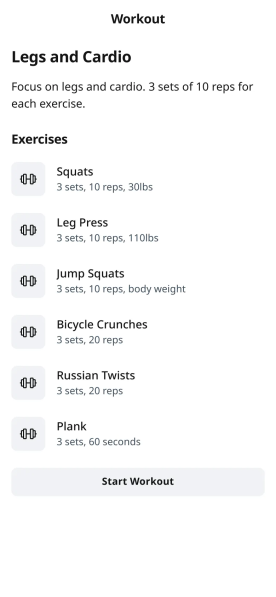 Workout
Legs and Cardio
Focus on legs and cardio. 3 sets of 10 reps for
each exercise.
Exercises
Squats
3 sets, 10 reps, 30lbs
Leg Press
3 sets, 10 reps, 110lbs
Jump Squats
3 sets, 10 reps, body weight
Bicycle Crunches
3 sets, 20 reps
Russian Twists
3 sets, 20 reps
Plank
3 sets, 60 seconds
Start Workout